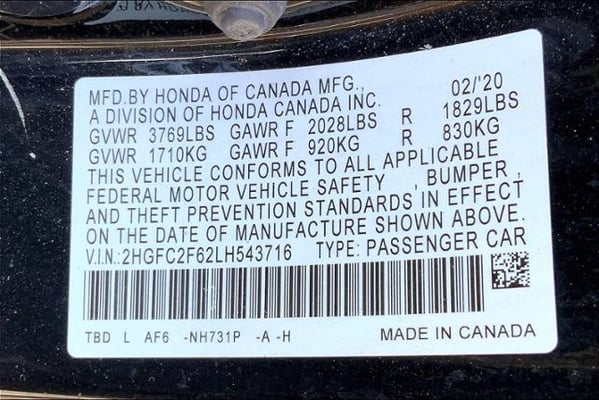 MFD.BY HONDA OF CANADA MFG., 02/'20
A DIVISION OF HONDA CANADA INC.
GVWR 3769LBS GAWR F 2028LBS R 1829LBS
GVWR 1710KG GAWR F 920KG R 830KG
THIS VEHICLE CONFORMS TO ALL APPLICABLE
FEDERAL MOTOR VEHICLE SAFETY , BUMPER ,
AND THEFT PREVENTION STANDARDS IN EFFECT
ON THE DATE OF MANUFACTURE SHOWN ABOVE.
V.I.N.:2HGFC2F62LH543716 TYPE: PASSENGER CAR
TBD L AF6 -NH731P -A -H MADE IN CANADA